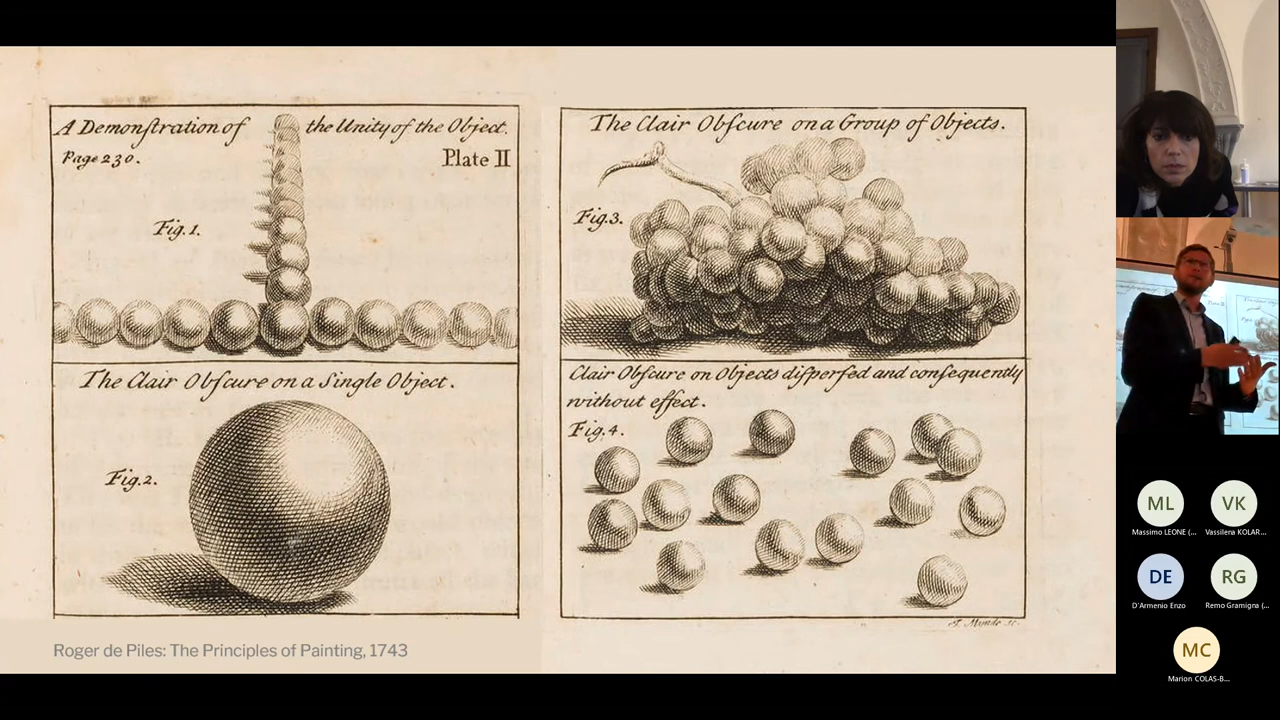 A Demonſtration of the Unity of the Object.
Page 230.
Plate II
Fig.1.
The Clair Obſcure on a Single Object.
Fig.2.
The Clair Obſcure on a Group of Objects.
Fig.3.
Clair Obſcure on Objects diſperſed and conſequently
without effect.
Fig.4.
Roger de Piles: The Principles of Painting, 1743
ML
VK
Massimo LEONE (...
Vassilena KOLAR...
DE
RG
D'Armenio Enzo
Remo Gramigna (...
MC
Marion COLAS-B...